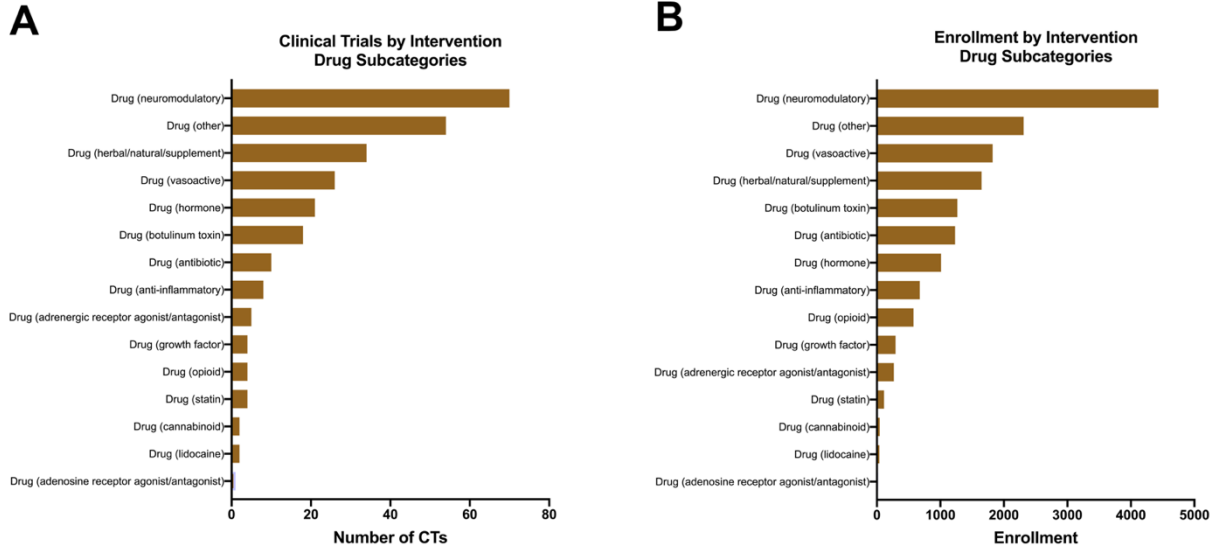 A
Clinical Trials by Intervention
Drug Subcategories
Drug (neuromodulatory)
Drug (other)
Drug (herbal/natural/supplement)
Drug (vasoactive)
Drug (hormone)
Drug (botulinum toxin)
Drug (antibiotic)
Drug (anti-inflammatory)
Drug (adrenergic receptor agonist/antagonist)
Drug (growth factor)
Drug (opioid)
Drug (statin)
Drug (cannabinoid)
Drug (lidocaine)
Drug (adenosine receptor agonist/antagonist)
0 20 40 60 80
Number of CTs
B
Enrollment by Intervention
Drug Subcategories
Drug (neuromodulatory)
Drug (other)
Drug (vasoactive)
Drug (herbal/natural/supplement)
Drug (botulinum toxin)
Drug (antibiotic)
Drug (hormone)
Drug (anti-inflammatory)
Drug (opioid)
Drug (growth factor)
Drug (adrenergic receptor agonist/antagonist)
Drug (statin)
Drug (cannabinoid)
Drug (lidocaine)
Drug (adenosine receptor agonist/antagonist)
0 1000 2000 3000 4000 5000
Enrollment